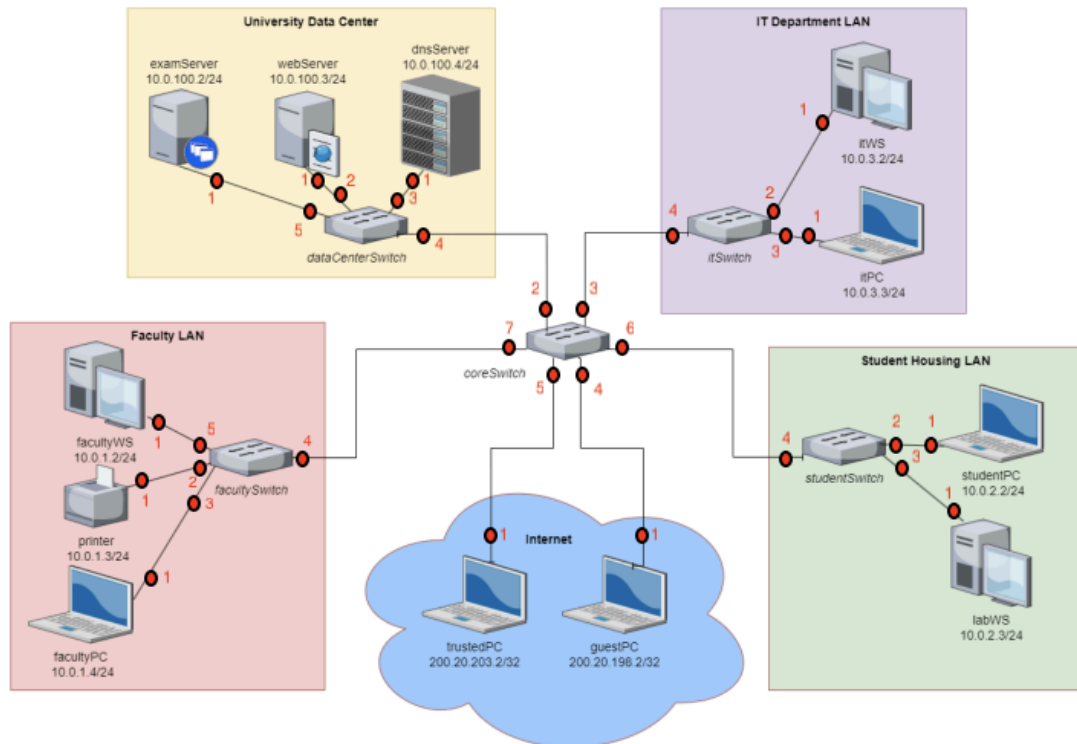 University Data Center
examServer
10.0.100.2/24
webServer
10.0.100.3/24
dnsServer
10.0.100.4/24
1
1
2
1
3
5
4
dataCenterSwitch
IT Department LAN
1
itWS
10.0.3.2/24
2
4
1
3
itSwitch
itPC
10.0.3.3/24
2
3
7
6
coreSwitch
5
4
Faculty LAN
facultyWS
10.0.1.2/24
1
5
4
2
facultySwitch
1
3
printer
10.0.1.3/24
1
facultyPC
10.0.1.4/24
Internet
1
1
trustedPC
200.20.203.2/32
guestPC
200.20.198.2/32
Student Housing LAN
2
1
4
3
studentSwitch
studentPC
10.0.2.2/24
1
labWS
10.0.2.3/24